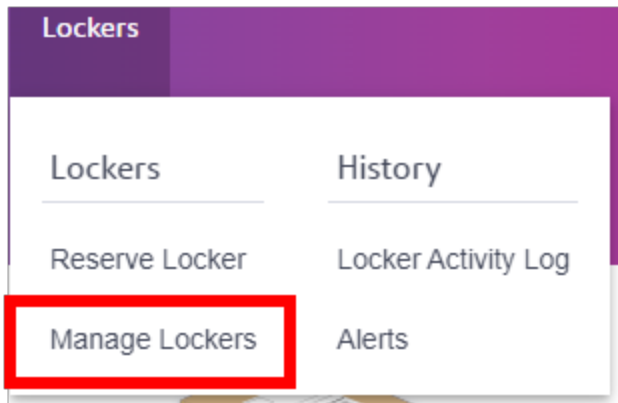 Lockers
Lockers
Reserve Locker
Manage Lockers
History
Locker Activity Log
Alerts